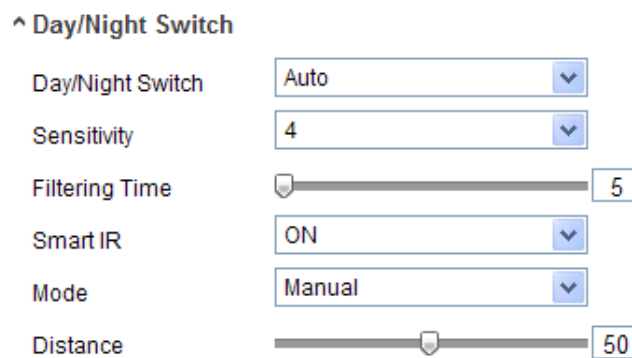 Day/Night Switch
Day/Night Switch Auto
Sensitivity 4
Filtering Time 5
Smart IR ON
Mode Manual
Distance 50